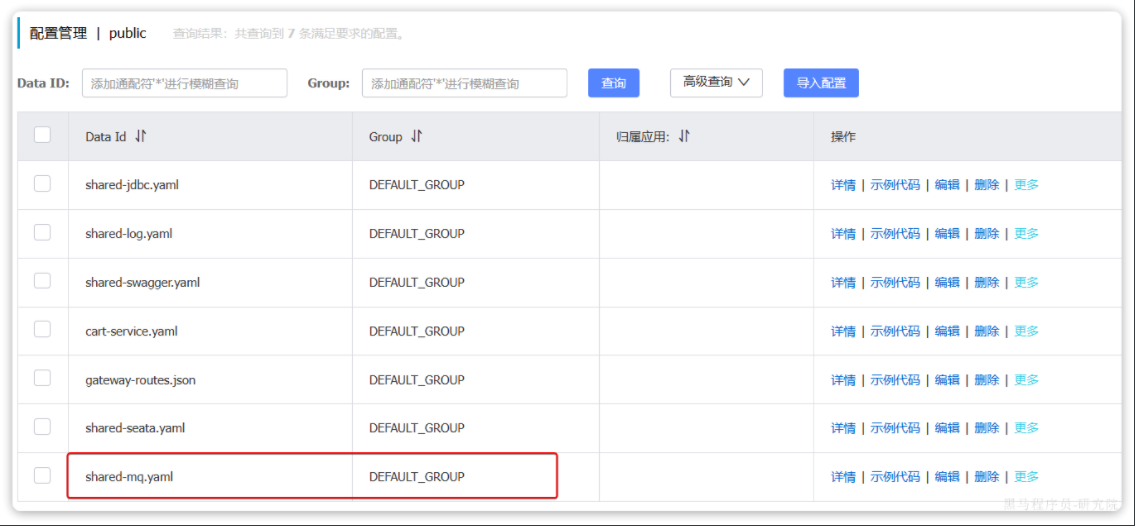 配置管理 | public 查询结果：共查询到 7 条满足要求的配置。
Data ID: 添加通配符'*'进行模糊查询 Group: 添加通配符'*'进行模糊查询 查询 高级查询 导入配置
Data Id Group 归属应用: 操作
shared-jdbc.yaml DEFAULT_GROUP 详情 | 示例代码 | 编辑 | 删除 | 更多
shared-log.yaml DEFAULT_GROUP 详情 | 示例代码 | 编辑 | 删除 | 更多
shared-swagger.yaml DEFAULT_GROUP 详情 | 示例代码 | 编辑 | 删除 | 更多
cart-service.yaml DEFAULT_GROUP 详情 | 示例代码 | 编辑 | 删除 | 更多
gateway-routes.json DEFAULT_GROUP 详情 | 示例代码 | 编辑 | 删除 | 更多
shared-seata.yaml DEFAULT_GROUP 详情 | 示例代码 | 编辑 | 删除 | 更多
shared-mq.yaml DEFAULT_GROUP 详情 | 示例代码 | 编辑 | 删除 | 更多
黑马程序员-研究院